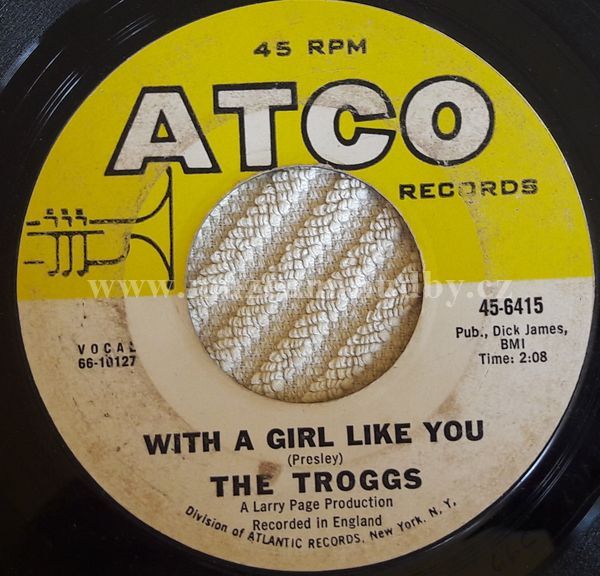 45 RPM
ATCO
RECORDS
45-6415
Pub., Dick James,
BMI
Time: 2:08
VOCAL
66-10127
WITH A GIRL LIKE YOU
(Presley)
THE TROGGS
A Larry Page Production
Recorded in England
Division of ATLANTIC RECORDS, New York, N. Y.